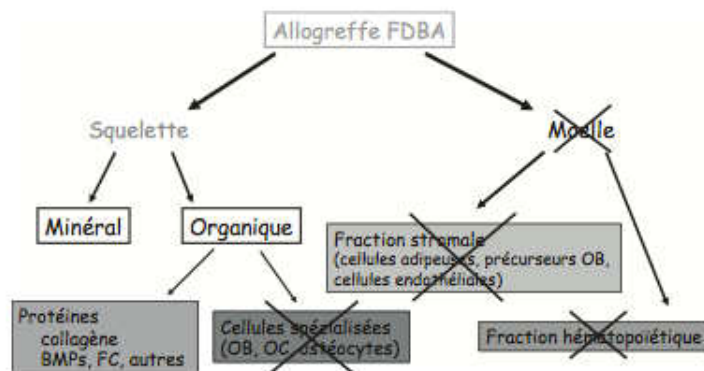 Allogreffe FDBA
Squelette
Moelle
Minéral
Organique
Fraction stromale
(cellules adipeuses, précurseurs OB,
cellules endothéliales)
Protéines
collagène
BMPs, FC, autres
Cellules spécialisées
(OB, OC, ostéocytes)
Fraction hématopoïétique